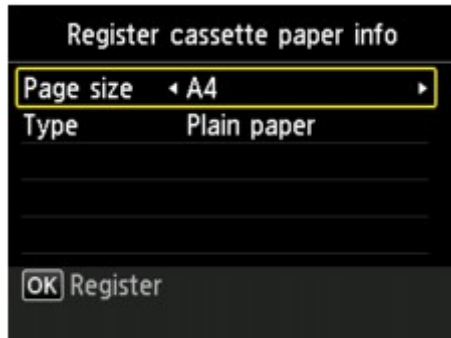 Register cassette paper info
Page size A4
Type Plain paper
OK Register